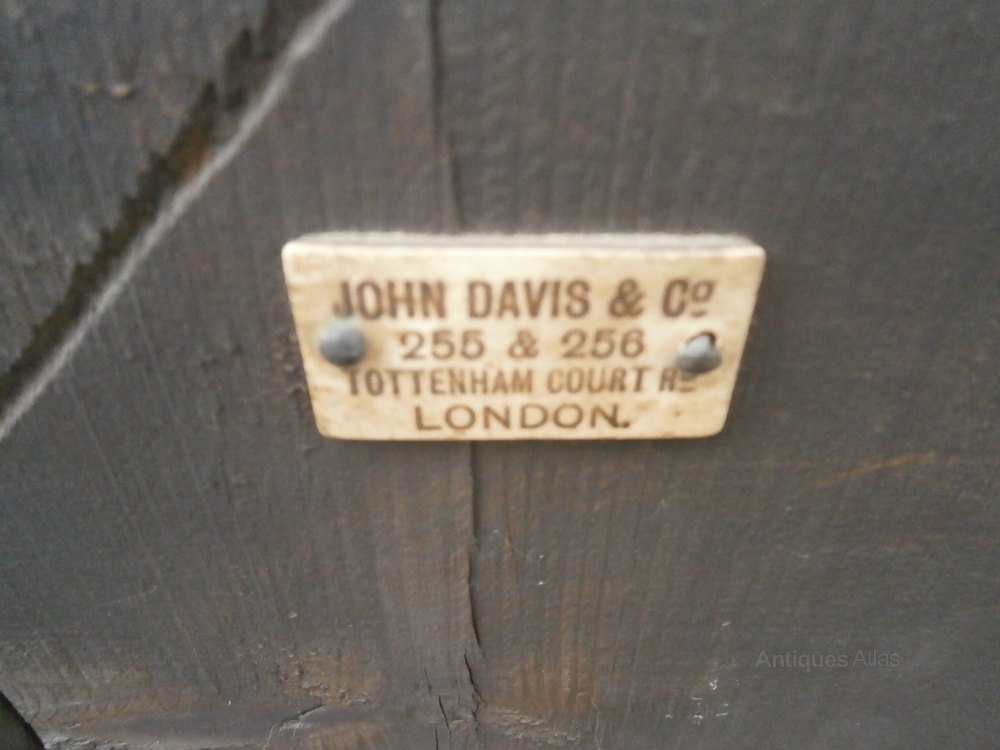 JOHN DAVIS & Cº
255 & 256
TOTTENHAM COURT Rᴰ
LONDON.
Antiques Atlas